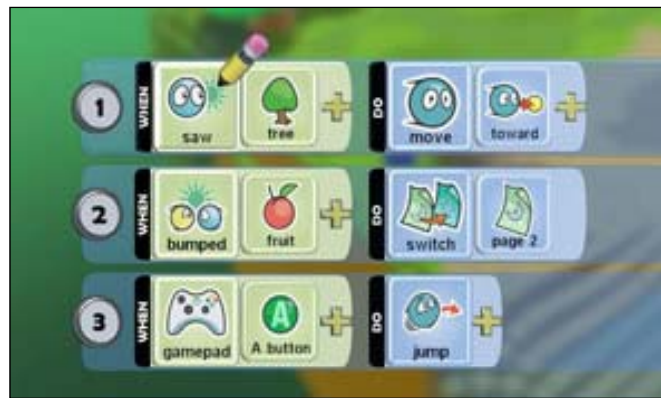 1 WHEN saw tree DO move toward
2 WHEN bumped fruit DO switch page 2
3 WHEN gamepad A A button DO jump